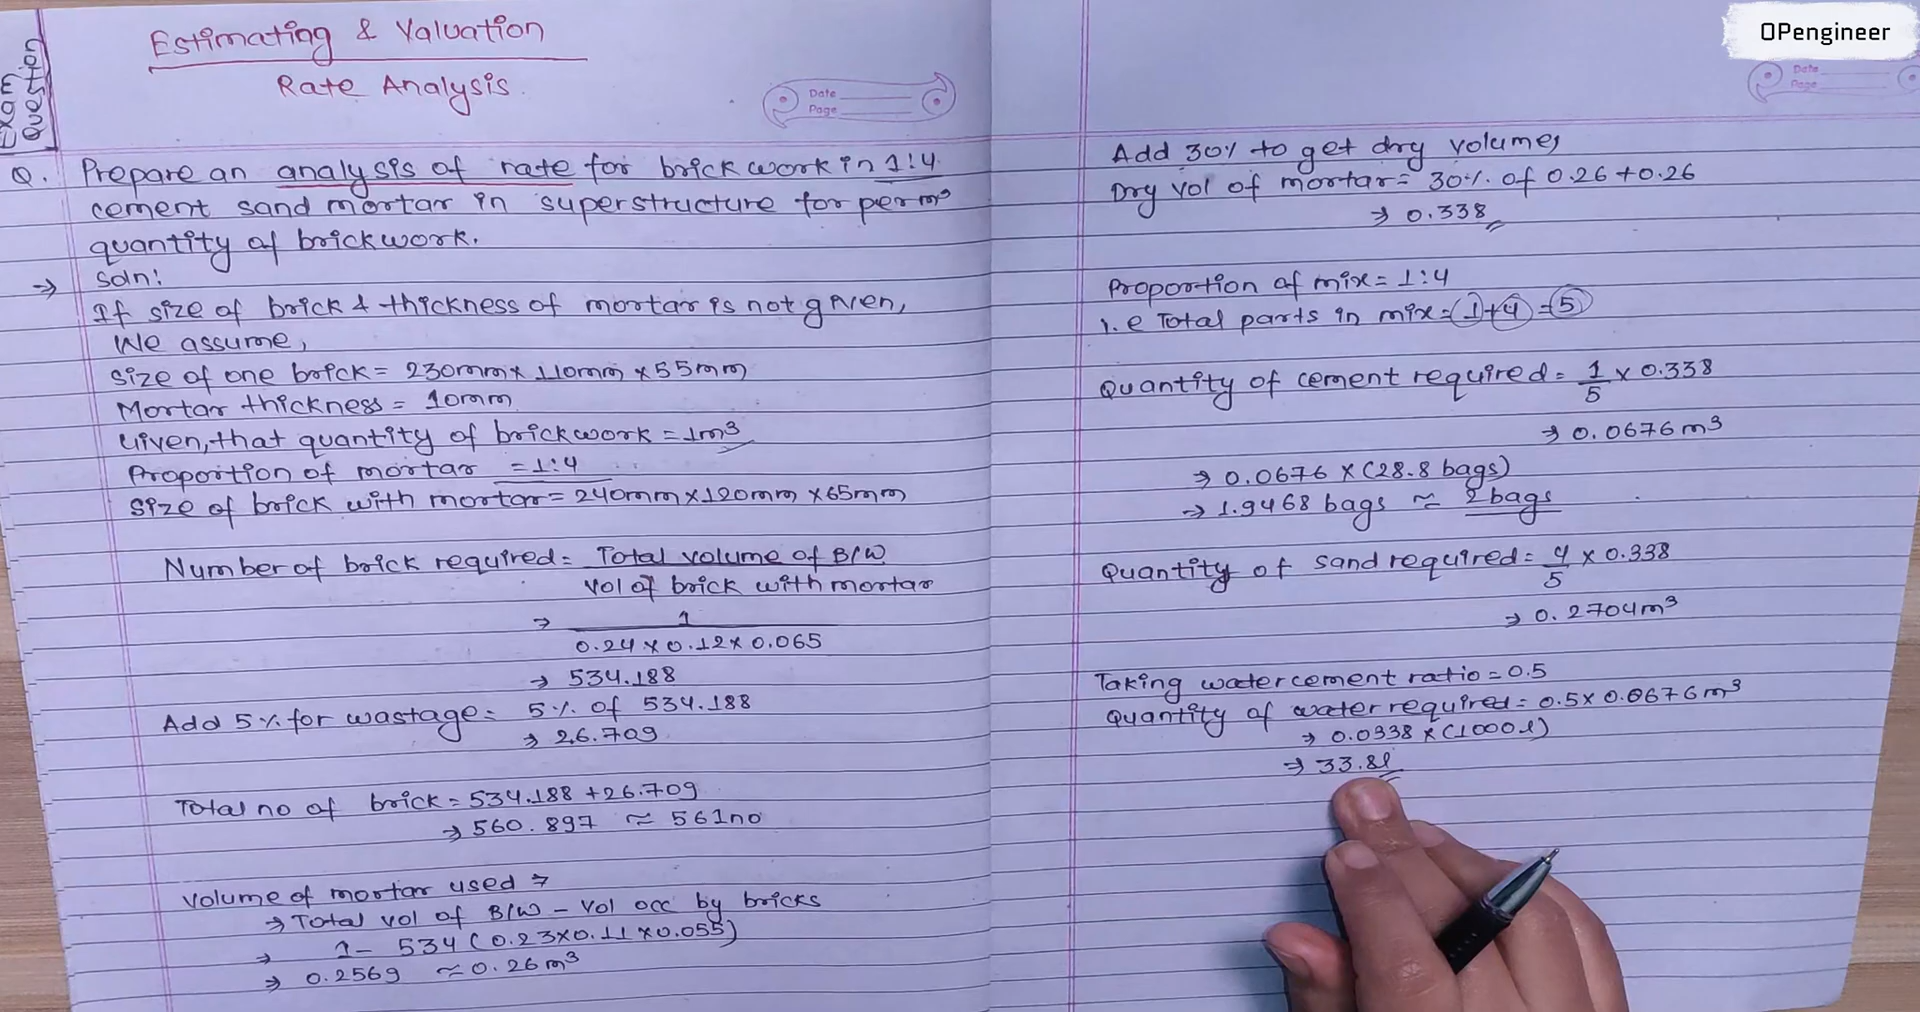 OPengineer
Exam
Question
Estimating & Valuation
Rate Analysis.
Date
Page
Q. Prepare an analysis of rate for brick work in 1:4
cement sand mortar in superstructure for per m³
quantity of brickwork.
→ Soln:
If size of brick & thickness of mortar is not given,
We assume,
Size of one brick = 230mm x 110mm x 55mm
Mortar thickness = 10mm
Given, that quantity of brickwork = 1m³
Proportion of mortar = 1:4
Size of brick with mortar = 240mm x 120mm x 65mm
Number of brick required = Total volume of B/W
Vol of brick with mortar
⇒ 1
0.24 x 0.12 x 0.065
⇒ 534.188
Add 5% for wastage = 5% of 534.188
⇒ 26.709
Total no of brick = 534.188 + 26.709
⇒ 560.897 ≈ 561no
Volume of mortar used ⇒
⇒ Total vol of B/W - Vol occ by bricks
⇒ 1 - 534 (0.23x0.11x0.055)
⇒ 0.2569 ≈ 0.26m³
Date
Page
Add 30% to get dry volume,
Dry vol of mortar = 30% of 0.26 + 0.26
⇒ 0.338
Proportion of mix = 1:4
i.e Total parts in mix = 1+4 = 5
Quantity of cement required = 1/5 x 0.338
⇒ 0.0676 m³
⇒ 0.0676 x (28.8 bags)
⇒ 1.9468 bags ≈ 2 bags
Quantity of sand required = 4/5 x 0.338
⇒ 0.2704m³
Taking water cement ratio = 0.5
Quantity of water required = 0.5 x 0.0676m³
⇒ 0.0338 x (1000l)
⇒ 33.8l